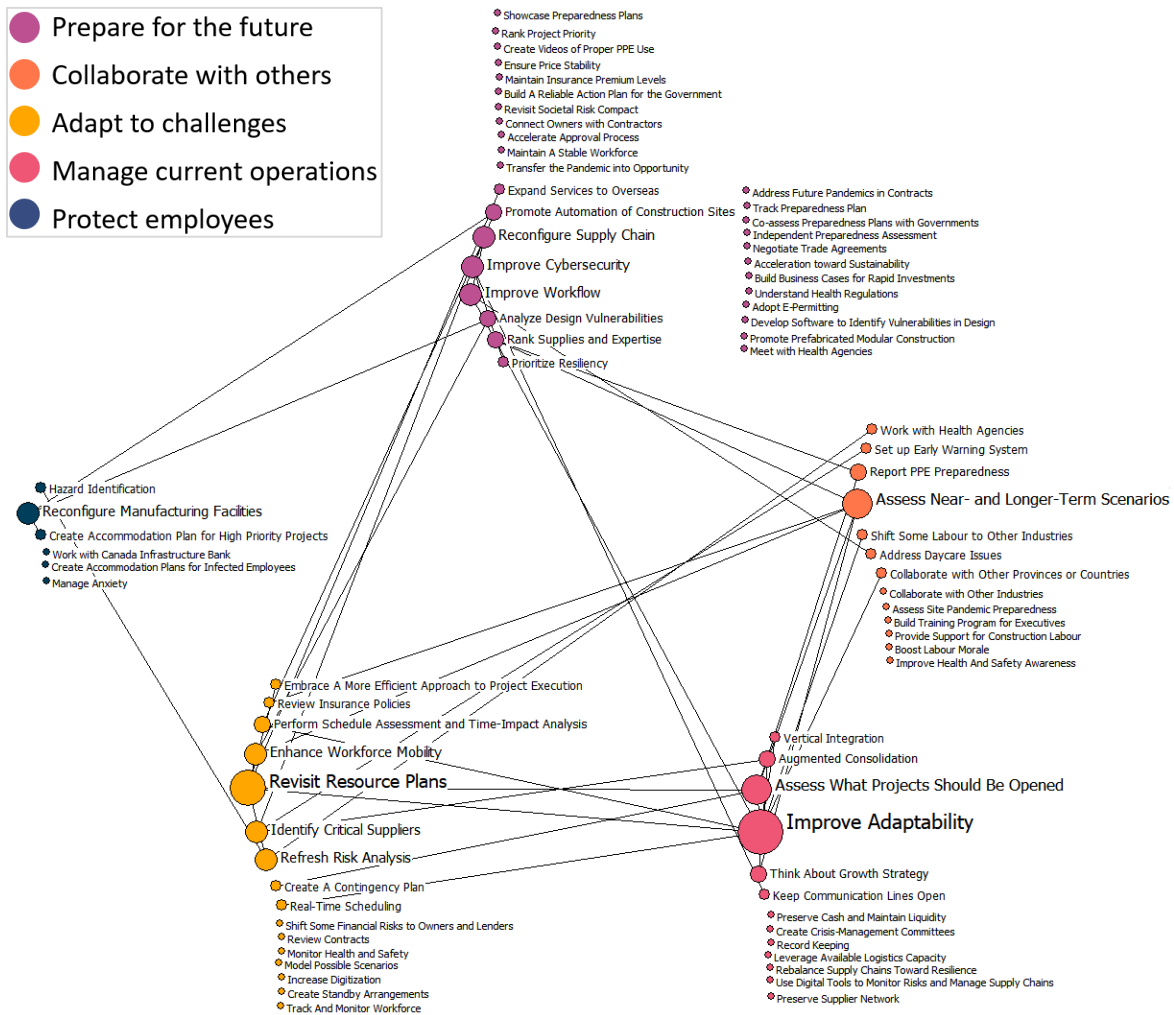 Prepare for the future
Collaborate with others
Adapt to challenges
Manage current operations
Protect employees
Showcase Preparedness Plans
Rank Project Priority
Create Videos of Proper PPE Use
Ensure Price Stability
Maintain Insurance Premium Levels
Build A Reliable Action Plan for the Government
Revisit Societal Risk Compact
Connect Owners with Contractors
Accelerate Approval Process
Maintain A Stable Workforce
Transfer the Pandemic into Opportunity
Expand Services to Overseas
Promote Automation of Construction Sites
Reconfigure Supply Chain
Improve Cybersecurity
Improve Workflow
Analyze Design Vulnerabilities
Rank Supplies and Expertise
Prioritize Resiliency
Address Future Pandemics in Contracts
Track Preparedness Plan
Co-assess Preparedness Plans with Governments
Independent Preparedness Assessment
Negotiate Trade Agreements
Acceleration toward Sustainability
Build Business Cases for Rapid Investments
Understand Health Regulations
Adopt E-Permitting
Develop Software to Identify Vulnerabilities in Design
Promote Prefabricated Modular Construction
Meet with Health Agencies
Work with Health Agencies
Set up Early Warning System
Report PPE Preparedness
Assess Near- and Longer-Term Scenarios
Shift Some Labour to Other Industries
Address Daycare Issues
Collaborate with Other Provinces or Countries
Collaborate with Other Industries
Assess Site Pandemic Preparedness
Build Training Program for Executives
Provide Support for Construction Labour
Boost Labour Morale
Improve Health And Safety Awareness
Hazard Identification
Reconfigure Manufacturing Facilities
Create Accommodation Plan for High Priority Projects
Work with Canada Infrastructure Bank
Create Accommodation Plans for Infected Employees
Manage Anxiety
Embrace A More Efficient Approach to Project Execution
Review Insurance Policies
Perform Schedule Assessment and Time-Impact Analysis
Enhance Workforce Mobility
Revisit Resource Plans
Identify Critical Suppliers
Refresh Risk Analysis
Create A Contingency Plan
Real-Time Scheduling
Shift Some Financial Risks to Owners and Lenders
Review Contracts
Monitor Health and Safety
Model Possible Scenarios
Increase Digitization
Create Standby Arrangements
Track And Monitor Workforce
Vertical Integration
Augmented Consolidation
Assess What Projects Should Be Opened
Improve Adaptability
Think About Growth Strategy
Keep Communication Lines Open
Preserve Cash and Maintain Liquidity
Create Crisis-Management Committees
Record Keeping
Leverage Available Logistics Capacity
Rebalance Supply Chains Toward Resilience
Use Digital Tools to Monitor Risks and Manage Supply Chains
Preserve Supplier Network